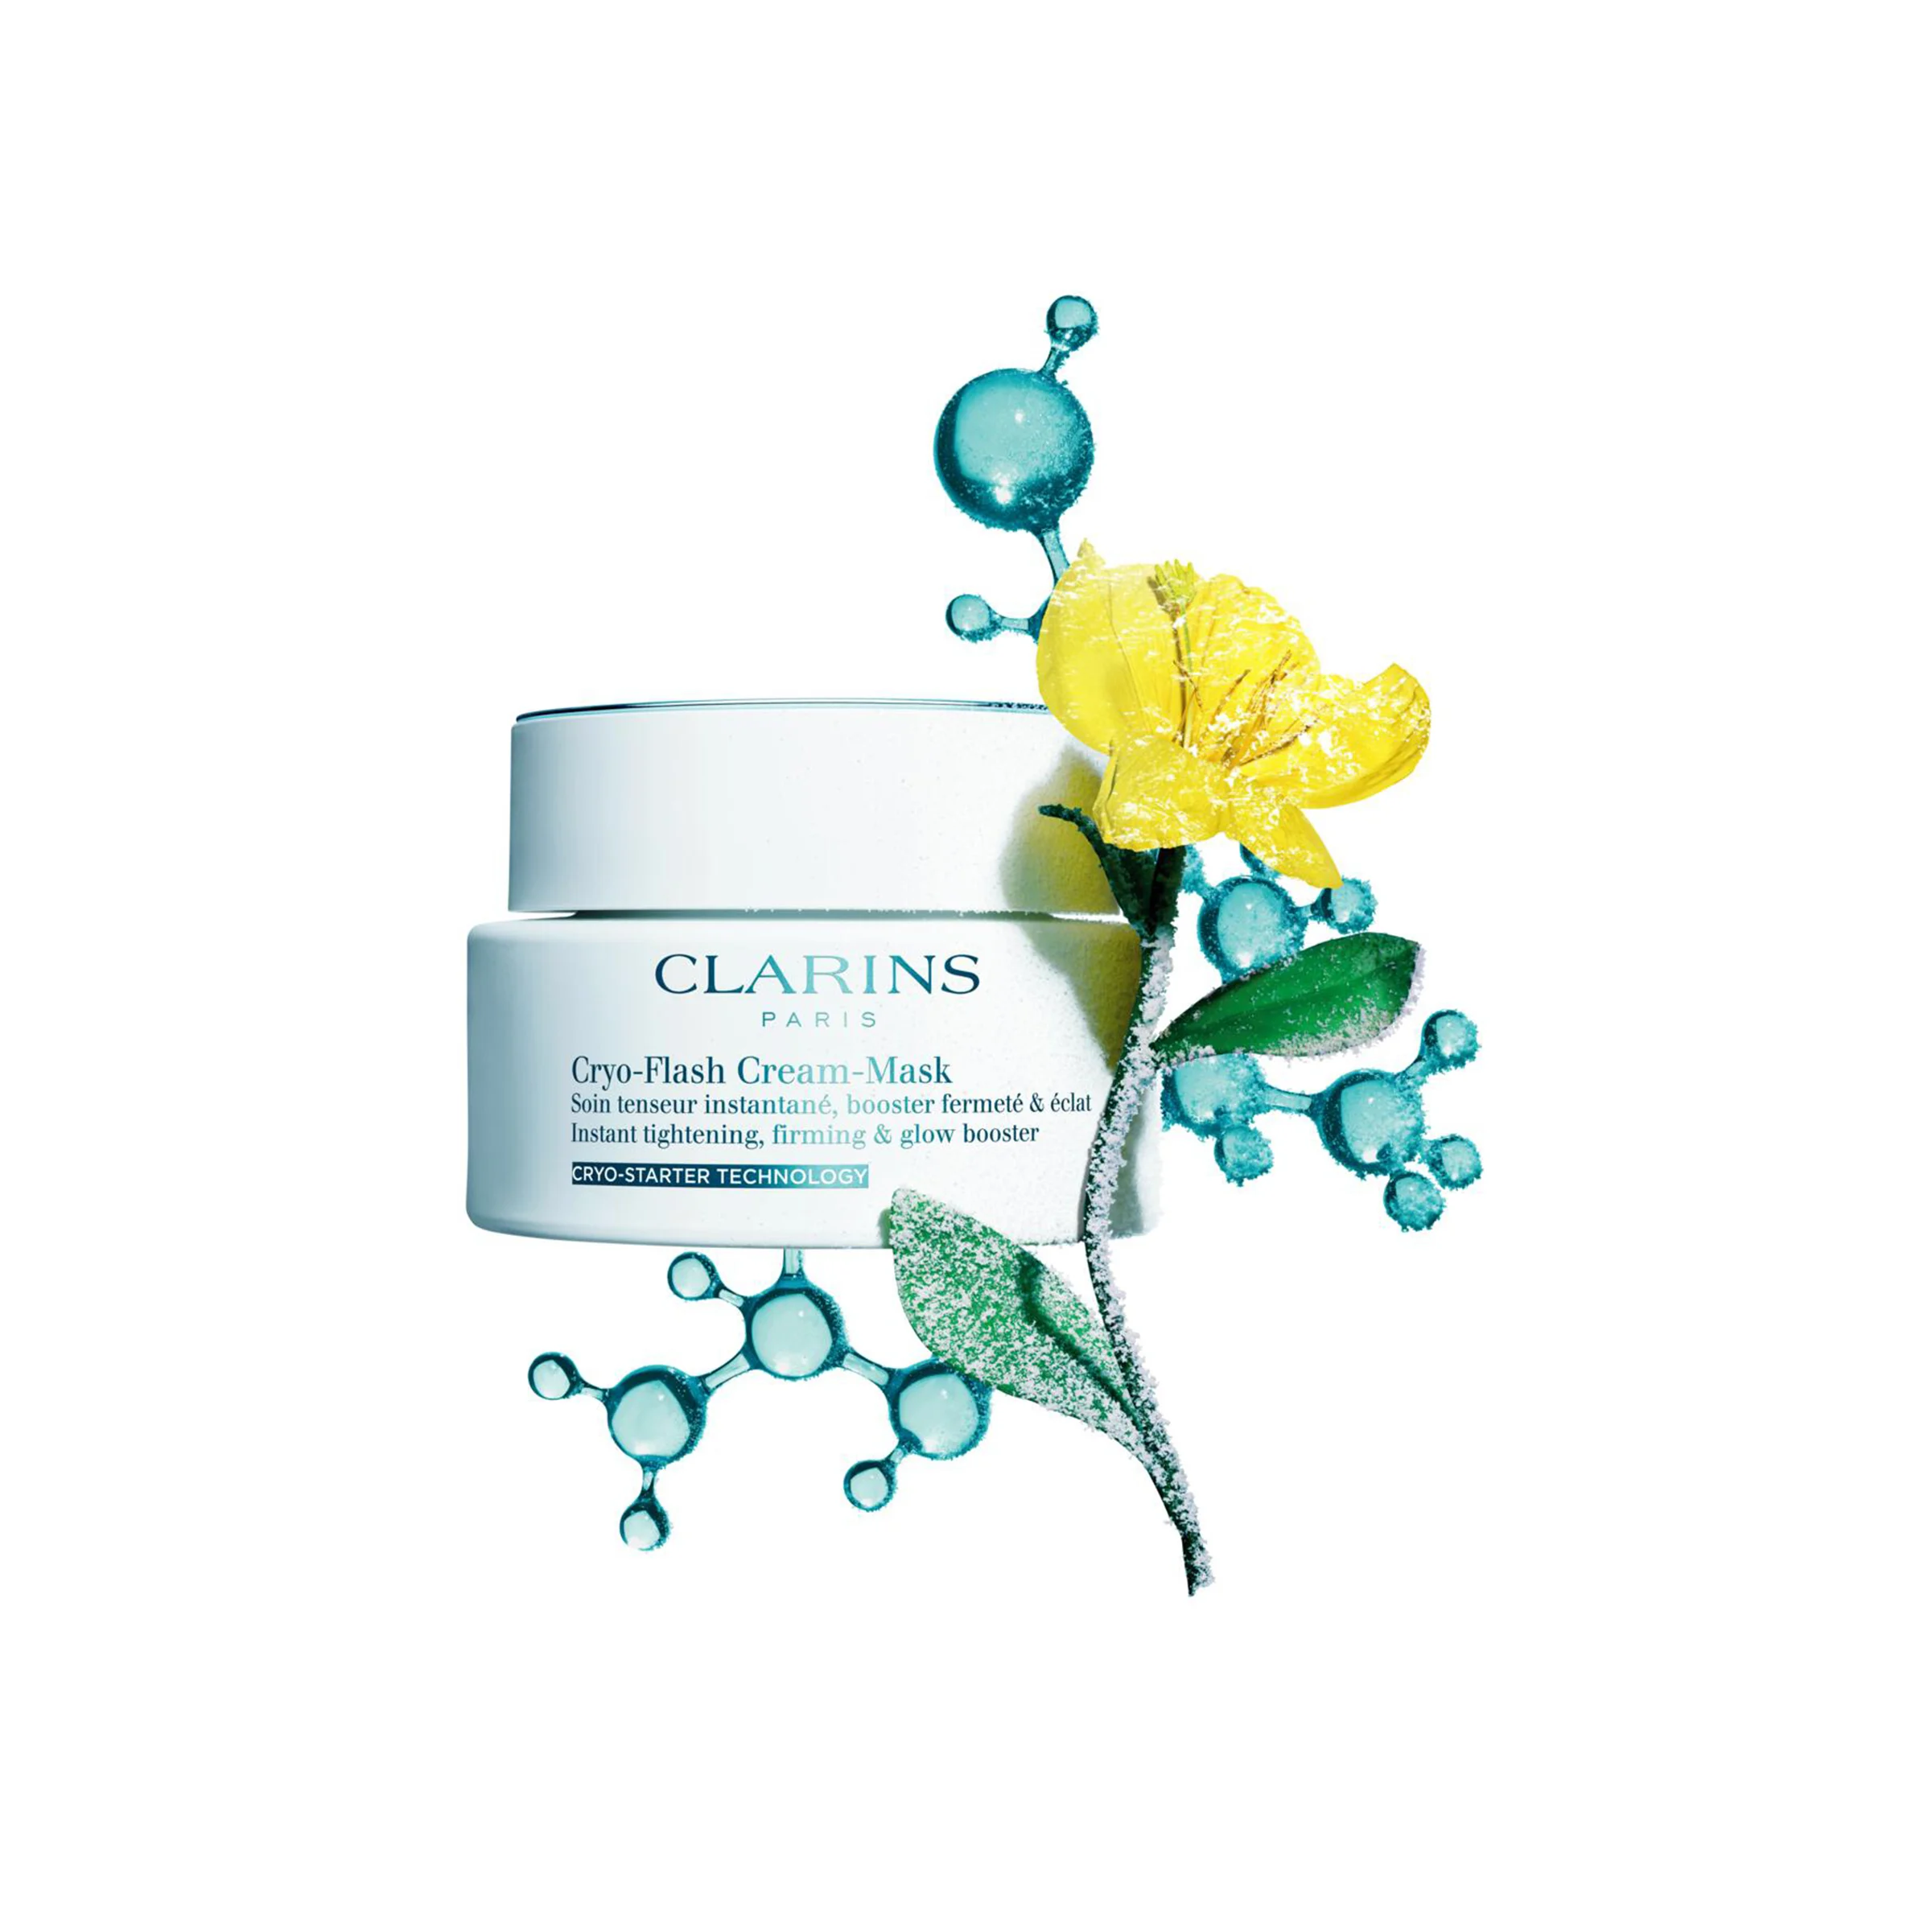 CLARINS
PARIS
Cryo-Flash Cream-Mask
Soin tenseur instantané, booster fermeté & éclat
Instant tightening, firming & glow booster
CRYO-STARTER TECHNOLOGY